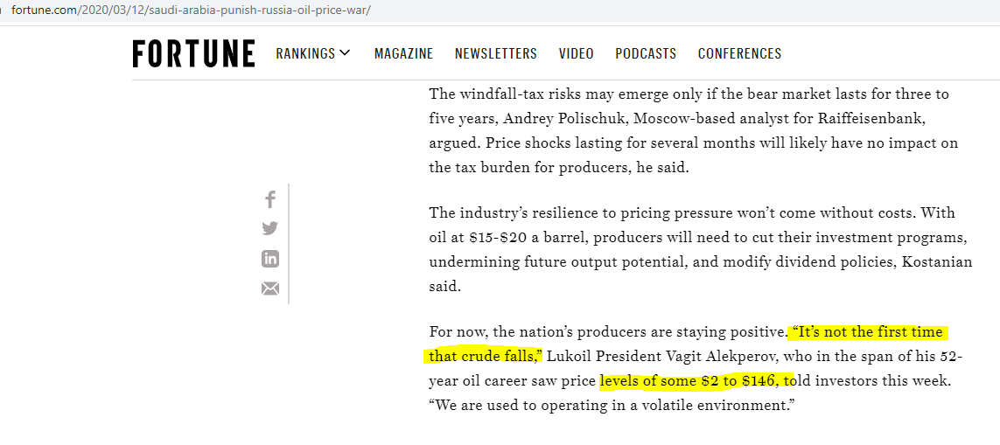 fortune.com/2020/03/12/saudi-arabia-punish-russia-oil-price-war/
FORTUNE RANKINGS MAGAZINE NEWSLETTERS VIDEO PODCASTS CONFERENCES
The windfall-tax risks may emerge only if the bear market lasts for three to
five years, Andrey Polischuk, Moscow-based analyst for Raiffeisenbank,
argued. Price shocks lasting for several months will likely have no impact on
the tax burden for producers, he said.
The industry’s resilience to pricing pressure won’t come without costs. With
oil at $15-$20 a barrel, producers will need to cut their investment programs,
undermining future output potential, and modify dividend policies, Kostanian
said.
For now, the nation’s producers are staying positive. “It’s not the first time
that crude falls,” Lukoil President Vagit Alekperov, who in the span of his 52-
year oil career saw price levels of some $2 to $146, told investors this week.
“We are used to operating in a volatile environment.”